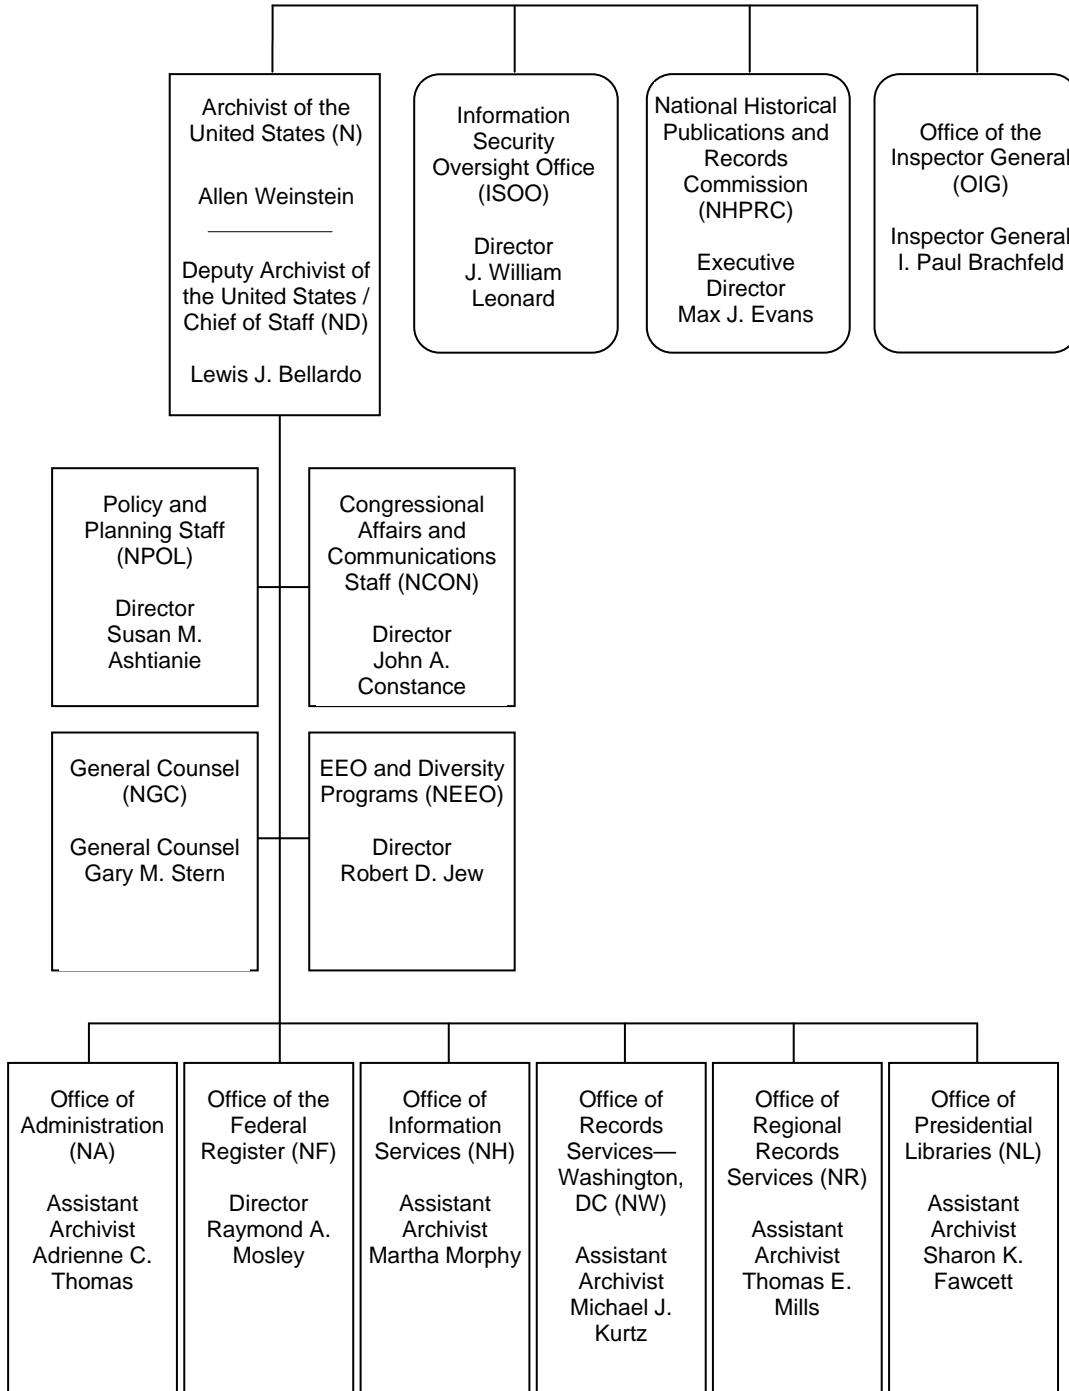 Archivist of the
United States (N)
Allen Weinstein
Deputy Archivist of
the United States /
Chief of Staff (ND)
Lewis J. Bellardo
Information
Security
Oversight Office
(ISOO)
Director
J. William
Leonard
National Historical
Publications and
Records
Commission
(NHPRC)
Executive
Director
Max J. Evans
Office of the
Inspector General
(OIG)
Inspector General
I. Paul Brachfeld
Policy and
Planning Staff
(NPOL)
Director
Susan M.
Ashtianie
Congressional
Affairs and
Communications
Staff (NCON)
Director
John A.
Constance
General Counsel
(NGC)
General Counsel
Gary M. Stern
EEO and Diversity
Programs (NEEO)
Director
Robert D. Jew
Office of
Administration
(NA)
Assistant
Archivist
Adrienne C.
Thomas
Office of the
Federal
Register (NF)
Director
Raymond A.
Mosley
Office of
Information
Services (NH)
Assistant
Archivist
Martha Morphy
Office of
Records
Services—
Washington,
DC (NW)
Assistant
Archivist
Michael J.
Kurtz
Office of
Regional
Records
Services (NR)
Assistant
Archivist
Thomas E.
Mills
Office of
Presidential
Libraries (NL)
Assistant
Archivist
Sharon K.
Fawcett